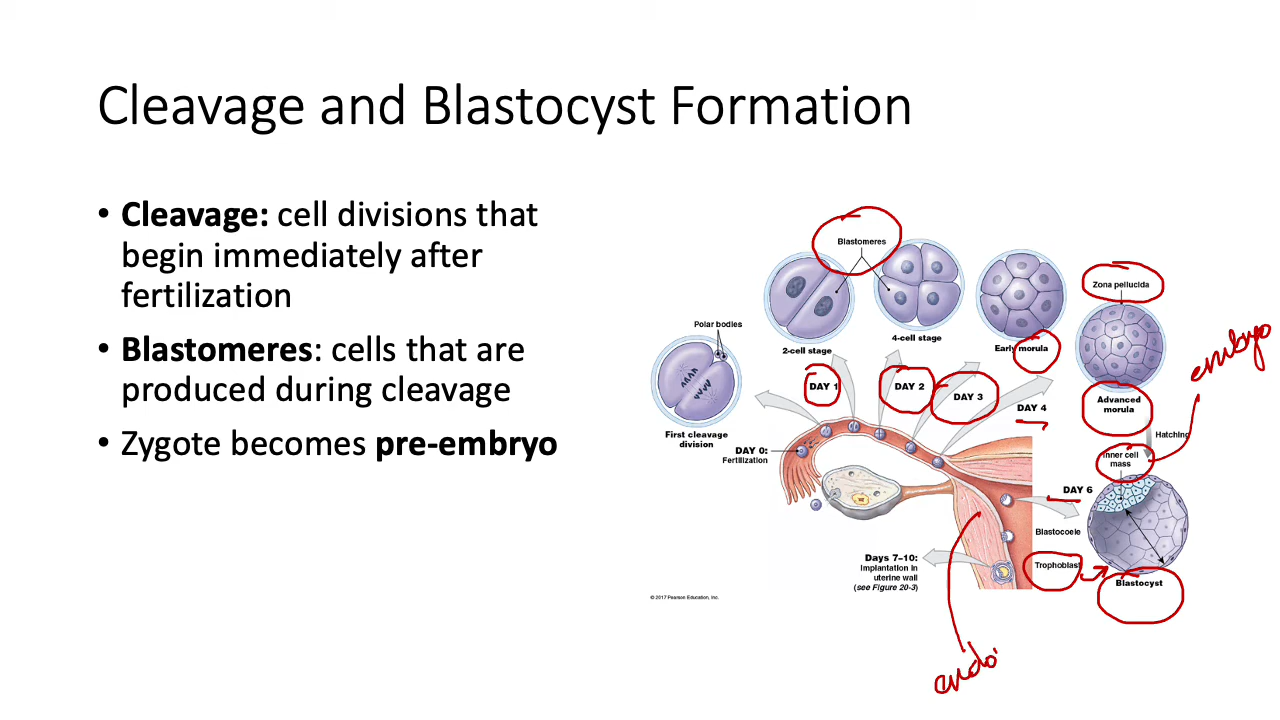 Cleavage and Blastocyst Formation
• Cleavage: cell divisions that
begin immediately after
fertilization
• Blastomeres: cells that are
produced during cleavage
• Zygote becomes pre-embryo
Blastomeres
Zona pellucida
Polar bodies
2-cell stage
4-cell stage
Early morula
DAY 1
DAY 2
DAY 3
DAY 4
Advanced
morula
embryo
First cleavage
division
DAY 0:
Fertilization
Hatching
Inner cell
mass
DAY 6
Blastocoele
Days 7–10:
Implantation in
uterine wall
(see Figure 20-3)
Trophoblast
Blastocyst
© 2017 Pearson Education, Inc.
endo